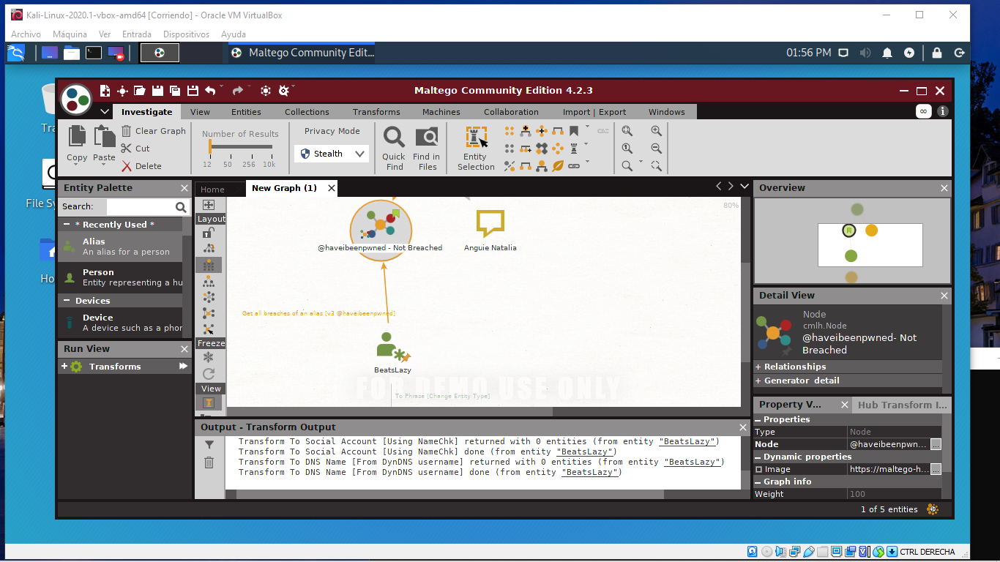 Kali-Linux-2020.1-vbox-amd64 [Corriendo] - Oracle VM VirtualBox
Archivo Máquina Ver Entrada Dispositivos Ayuda
Maltego Community Edit... 01:56 PM
Maltego Community Edition 4.2.3
Investigate View Entities Collections Transforms Machines Collaboration Import | Export Windows
Copy Paste Clear Graph Cut Delete
Number of Results
12 50 256 10k
Privacy Mode
Stealth
Quick Find
Find in Files
Entity Selection
File Sy
Ho
Entity Palette
Search:
* Recently Used *
Alias
An alias for a person
Person
Entity representing a hu
Devices
Device
A device such as a phor
Run View
Transforms
Home New Graph (1)
Layout
Freeze
View
80%
@haveibeenpwned - Not Breached
Anguie Natalia
Get all breaches of an alias [v3 @haveibeenpwned]
BeatsLazy
FOR DEMO USE ONLY
To Phrase [Change Entity Type]
Output - Transform Output
Transform To Social Account [Using NameChk] returned with 0 entities (from entity "BeatsLazy")
Transform To Social Account [Using NameChk] done (from entity "BeatsLazy")
Transform To DNS Name [From DynDNS username] returned with 0 entities (from entity "BeatsLazy")
Transform To DNS Name [From DynDNS username] done (from entity "BeatsLazy")
Overview
Detail View
Node
cmlh.Node
@haveibeenpwned- Not Breached
Relationships
Generator detail
Property V... Hub Transform I...
Properties
Type Node
Node @haveibeenpwn... ...
Dynamic properties
Image https://maltego-h... ...
Graph info
Weight 100
1 of 5 entities
CTRL DERECHA